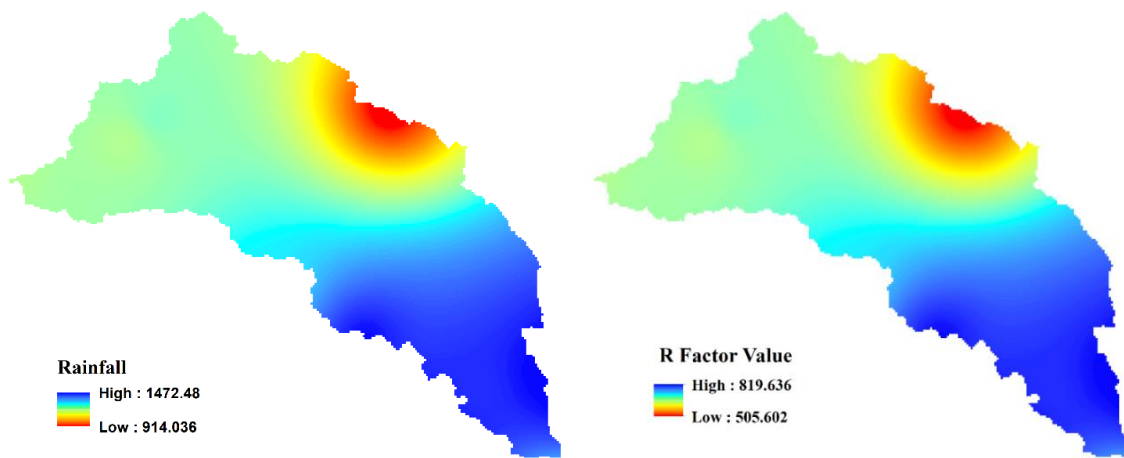 Rainfall
High : 1472.48
Low : 914.036
R Factor Value
High : 819.636
Low : 505.602